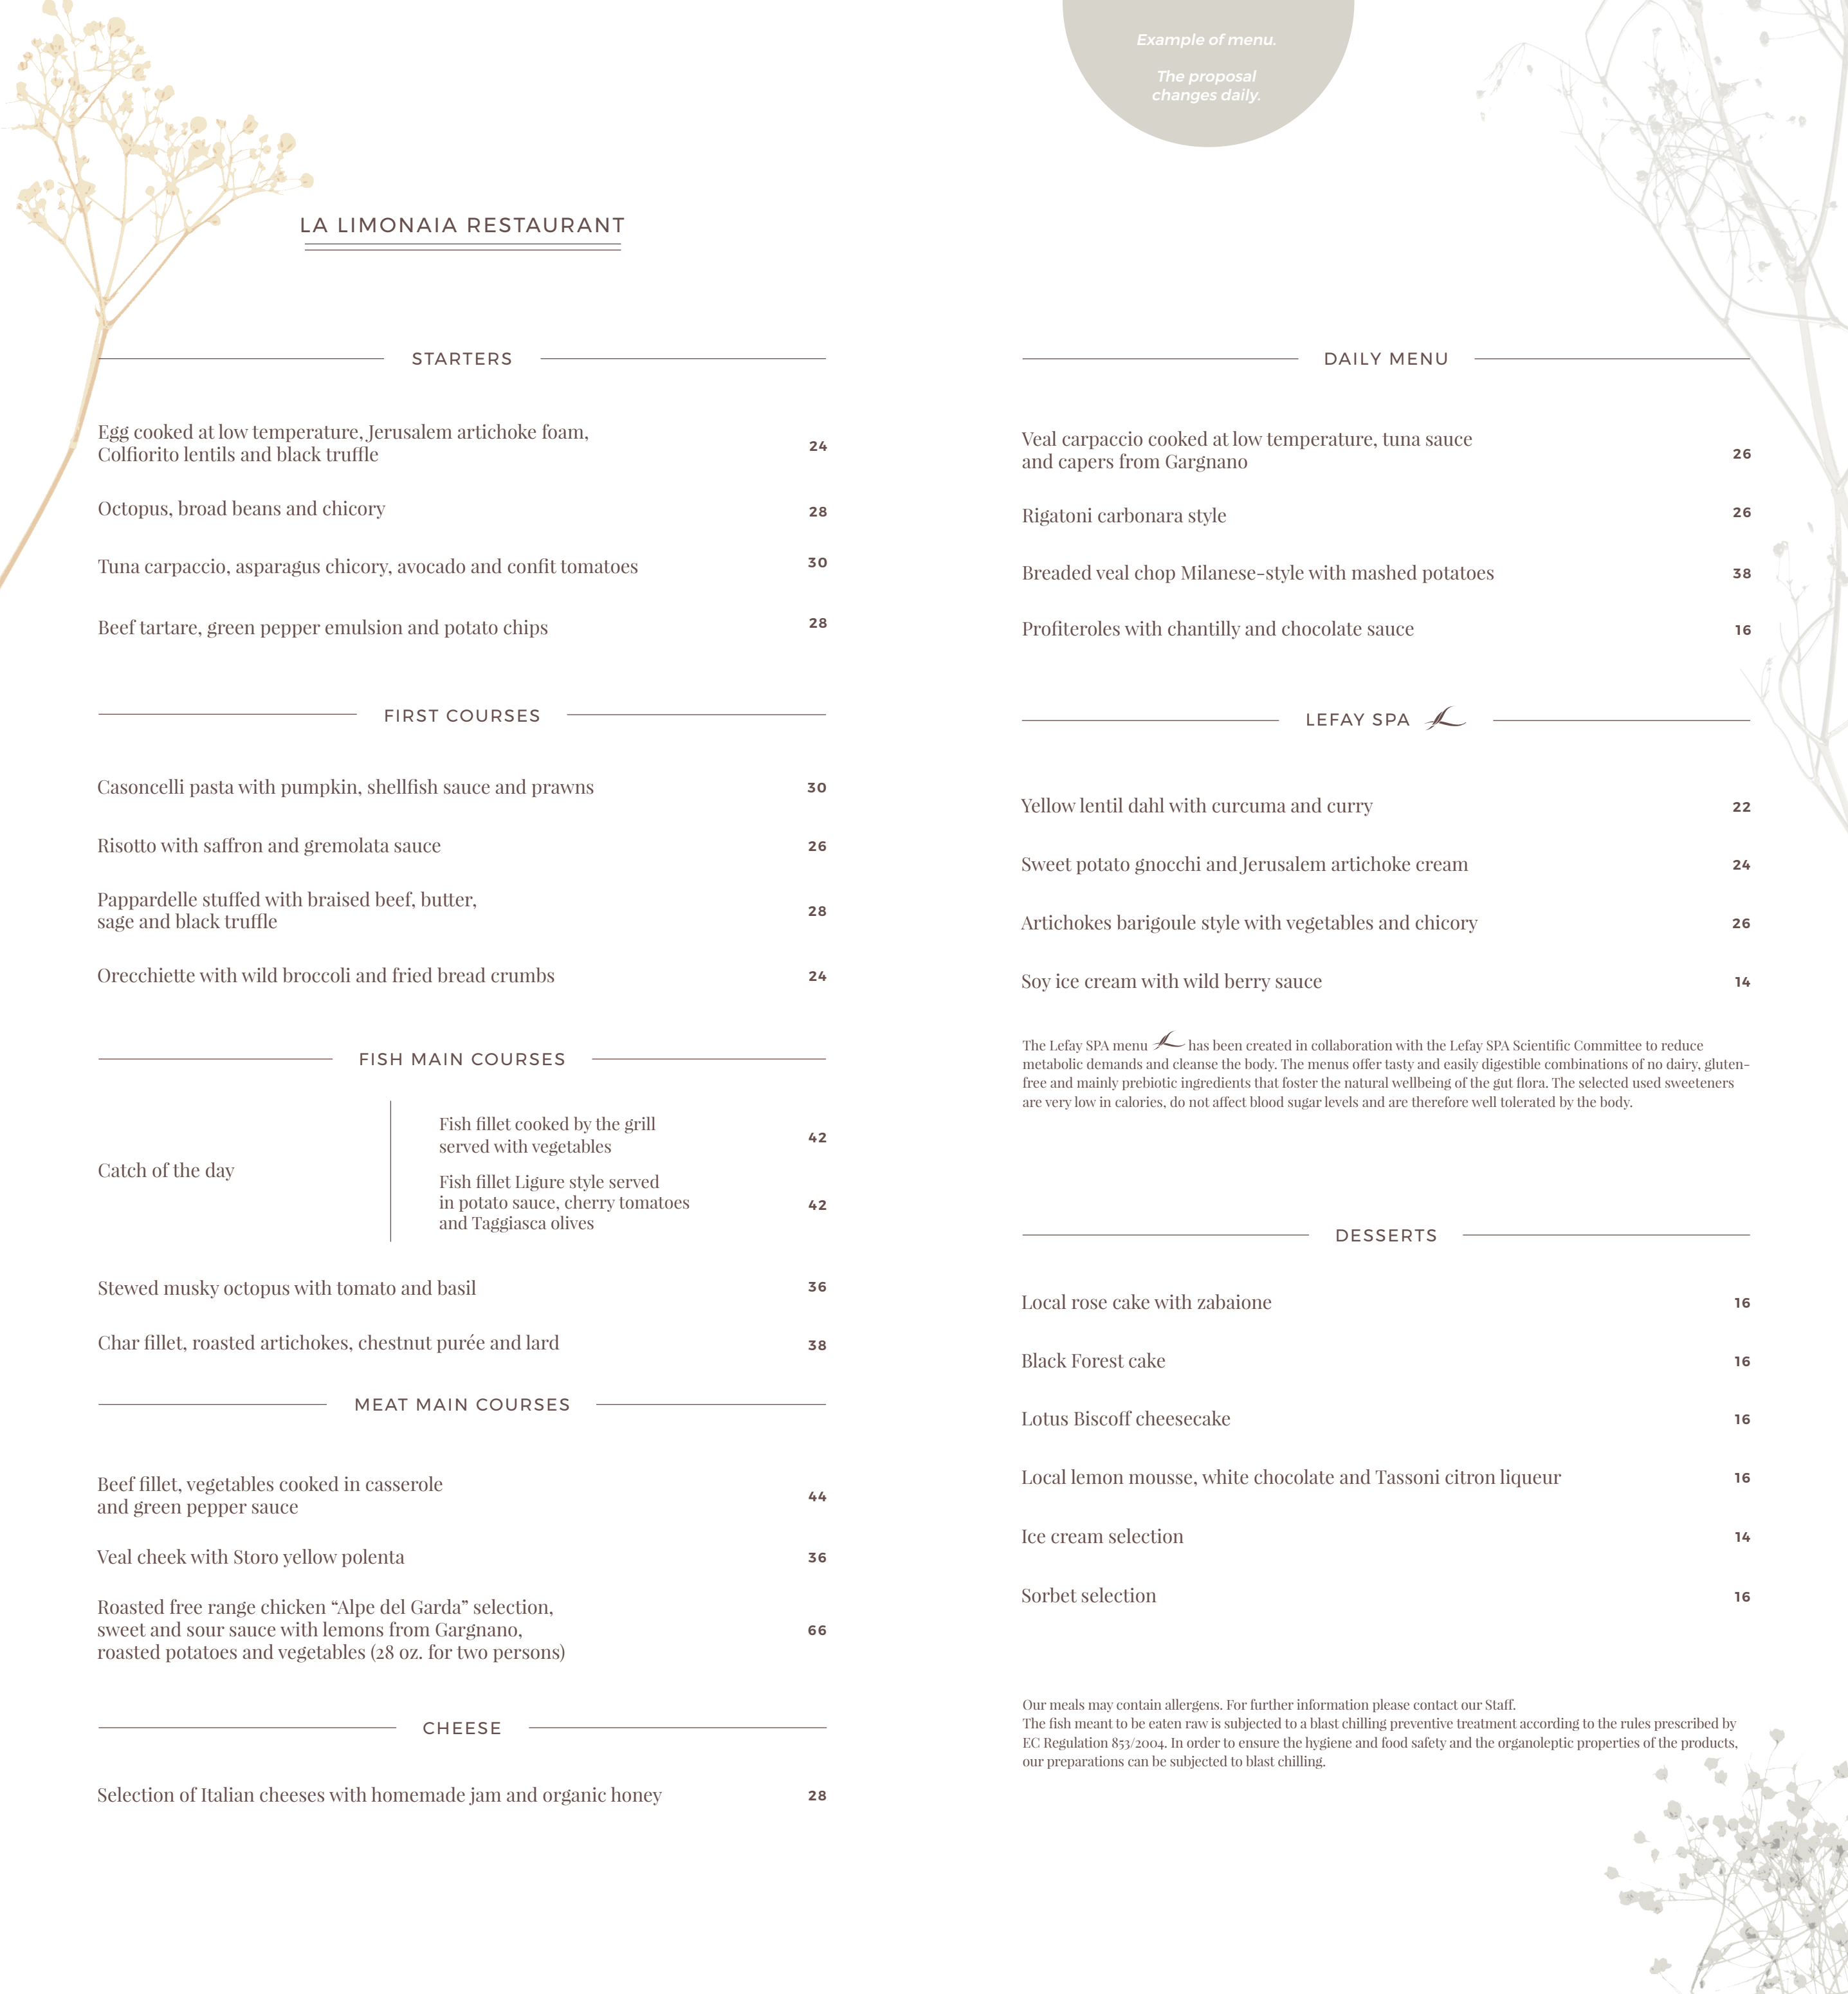 LA LIMONAIA RESTAURANT
STARTERS
Egg cooked at low temperature, Jerusalem artichoke foam,
Colfiorito lentils and black truffle 24
Octopus, broad beans and chicory 28
Tuna carpaccio, asparagus chicory, avocado and confit tomatoes 30
Beef tartare, green pepper emulsion and potato chips 28
FIRST COURSES
Casoncelli pasta with pumpkin, shellfish sauce and prawns 30
Risotto with saffron and gremolata sauce 26
Pappardelle stuffed with braised beef, butter,
sage and black truffle 28
Orecchiette with wild broccoli and fried bread crumbs 24
FISH MAIN COURSES
Catch of the day
Fish fillet cooked by the grill
served with vegetables 42
Fish fillet Ligure style served
in potato sauce, cherry tomatoes 42
and Taggiasca olives
Stewed musky octopus with tomato and basil 36
Char fillet, roasted artichokes, chestnut purée and lard 38
MEAT MAIN COURSES
Beef fillet, vegetables cooked in casserole
and green pepper sauce 44
Veal cheek with Storo yellow polenta 36
Roasted free range chicken “Alpe del Garda” selection,
sweet and sour sauce with lemons from Gargnano, 66
roasted potatoes and vegetables (28 oz. for two persons)
CHEESE
Selection of Italian cheeses with homemade jam and organic honey 28
Example of menu.
The proposal
changes daily.
DAILY MENU
Veal carpaccio cooked at low temperature, tuna sauce
and capers from Gargnano 26
Rigatoni carbonara style 26
Breaded veal chop Milanese-style with mashed potatoes 38
Profiteroles with chantilly and chocolate sauce 16
LEFAY SPA
Yellow lentil dahl with curcuma and curry 22
Sweet potato gnocchi and Jerusalem artichoke cream 24
Artichokes barigoule style with vegetables and chicory 26
Soy ice cream with wild berry sauce 14
The Lefay SPA menu has been created in collaboration with the Lefay SPA Scientific Committee to reduce
metabolic demands and cleanse the body. The menus offer tasty and easily digestible combinations of no dairy, gluten-
free and mainly prebiotic ingredients that foster the natural wellbeing of the gut flora. The selected used sweeteners
are very low in calories, do not affect blood sugar levels and are therefore well tolerated by the body.
DESSERTS
Local rose cake with zabaione 16
Black Forest cake 16
Lotus Biscoff cheesecake 16
Local lemon mousse, white chocolate and Tassoni citron liqueur 16
Ice cream selection 14
Sorbet selection 16
Our meals may contain allergens. For further information please contact our Staff.
The fish meant to be eaten raw is subjected to a blast chilling preventive treatment according to the rules prescribed by
EC Regulation 853/2004. In order to ensure the hygiene and food safety and the organoleptic properties of the products,
our preparations can be subjected to blast chilling.